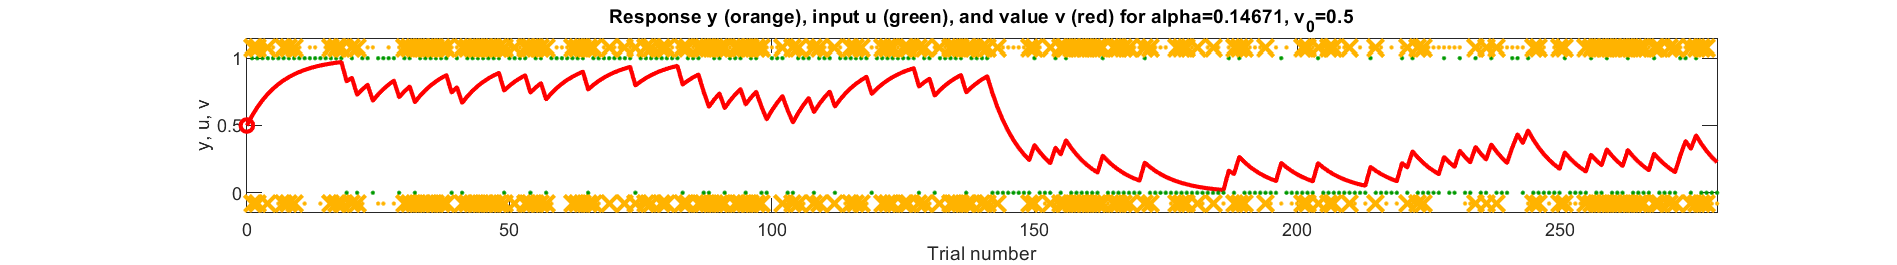 Response y (orange), input u (green), and value v (red) for alpha=0.14671, v0=0.5
y, u, v
1
0.5
0
0 50 100 150 200 250
Trial number